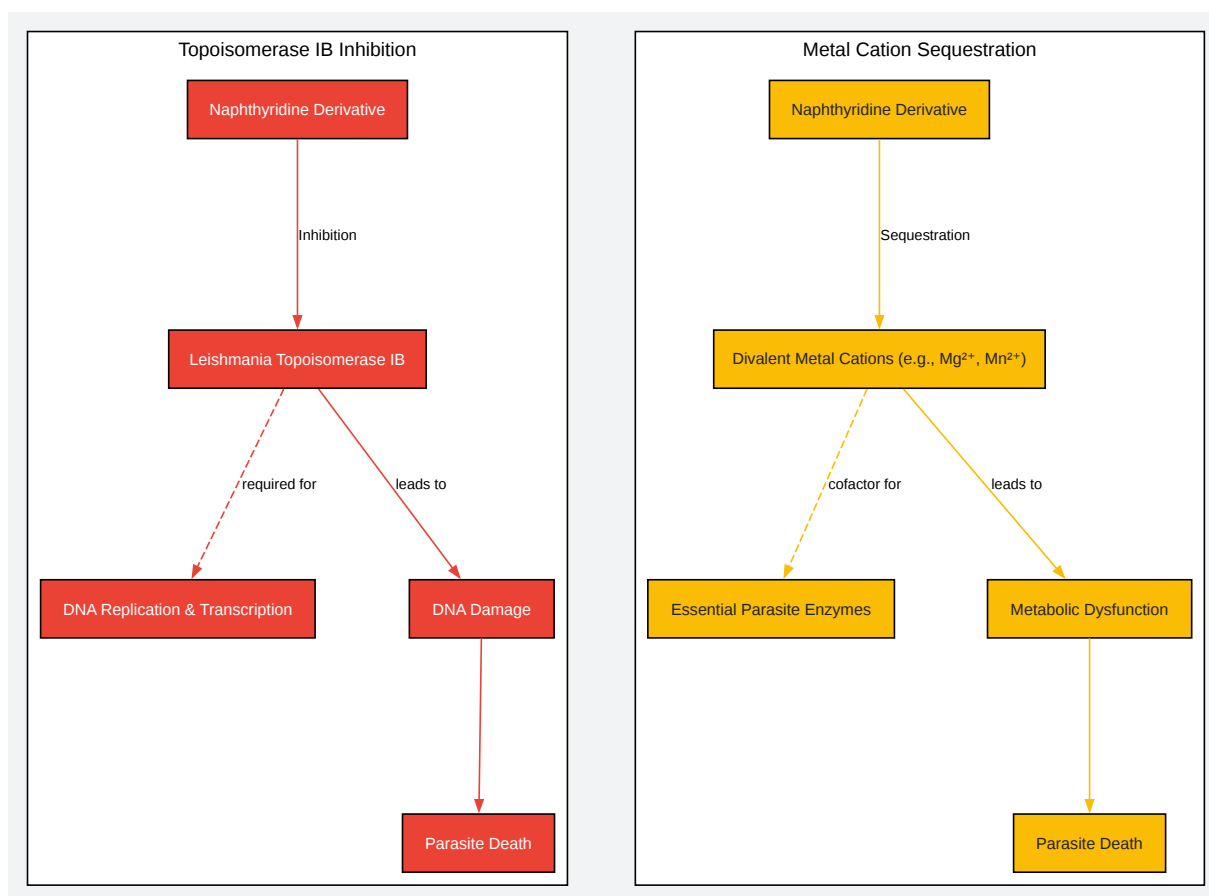 Topoisomerase IB Inhibition
Naphthyridine Derivative
Inhibition
Leishmania Topoisomerase IB
required for
leads to
DNA Replication & Transcription
DNA Damage
Parasite Death
Metal Cation Sequestration
Naphthyridine Derivative
Sequestration
Divalent Metal Cations (e.g., Mg²⁺, Mn²⁺)
cofactor for
leads to
Essential Parasite Enzymes
Metabolic Dysfunction
Parasite Death